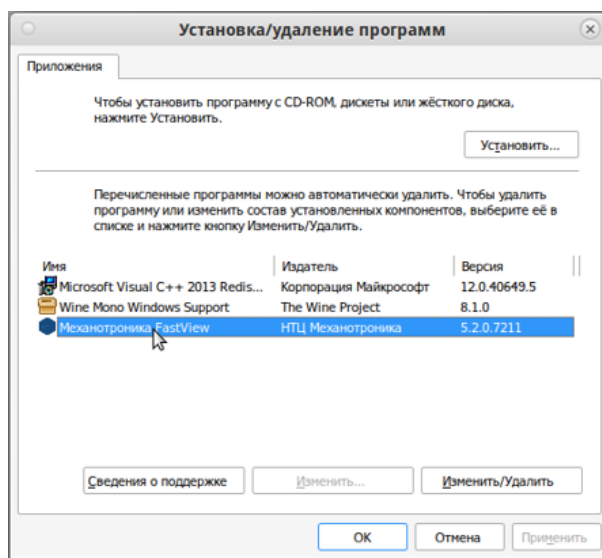 Установка/удаление программ
Приложения
Чтобы установить программу с CD-ROM, дискеты или жёсткого диска,
нажмите Установить.
Установить...
Перечисленные программы можно автоматически удалить. Чтобы удалить
программу или изменить состав установленных компонентов, выберите её в
списке и нажмите кнопку Изменить/Удалить.
Имя Издатель Версия
Microsoft Visual C++ 2013 Redis... Корпорация Майкрософт 12.0.40649.5
Wine Mono Windows Support The Wine Project 8.1.0
Механотроника FastView НТЦ Механотроника 5.2.0.7211
Сведения о поддержке Изменить... Изменить/Удалить
ОК Отмена Применить